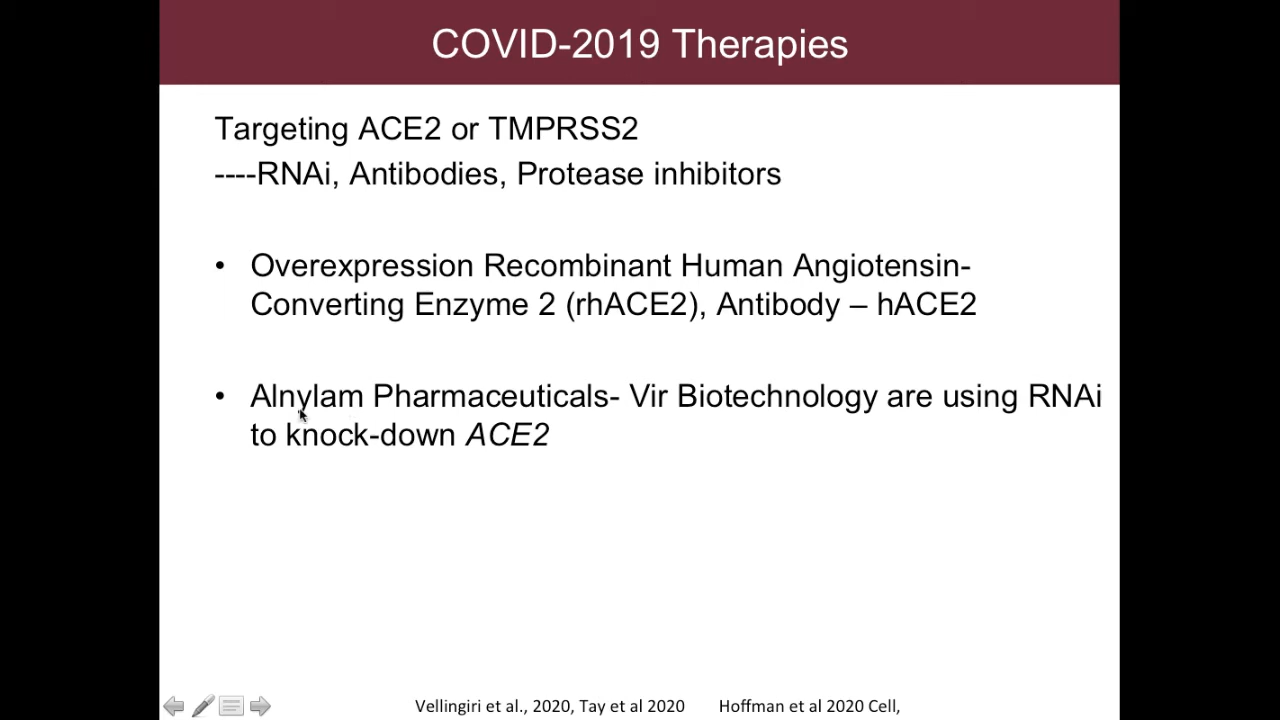 COVID-2019 Therapies
Targeting ACE2 or TMPRSS2
----RNAi, Antibodies, Protease inhibitors
• Overexpression Recombinant Human Angiotensin-
Converting Enzyme 2 (rhACE2), Antibody – hACE2
• Alnylam Pharmaceuticals- Vir Biotechnology are using RNAi
to knock-down ACE2
Vellingiri et al., 2020, Tay et al 2020 Hoffman et al 2020 Cell,